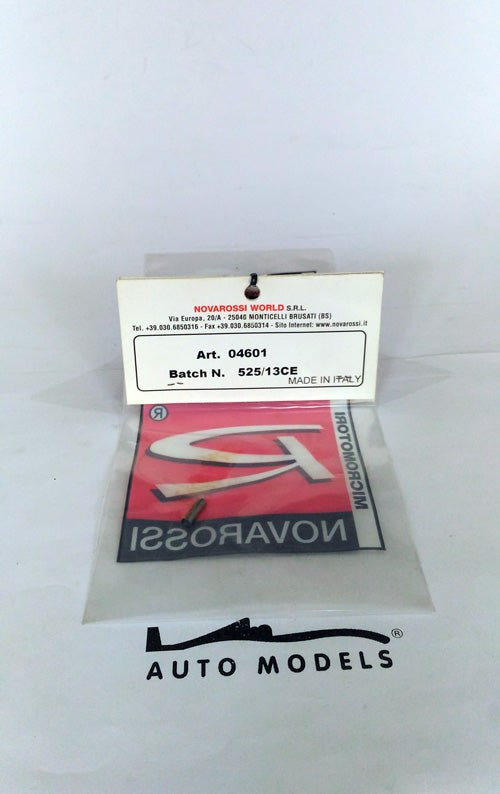 NOVAROSSI WORLD S.R.L.
Via Europa, 20/A - 25040 MONTICELLI BRUSATI (BS)
Tel. +39.030.6850316 - Fax +39.030.6850314 - Sito Internet: www.novarossi.it
Art. 04601
Batch N. 525/13CE
MADE IN ITALY
®
MICROMOTORI
NOVAROSSI
®
AUTO MODELS